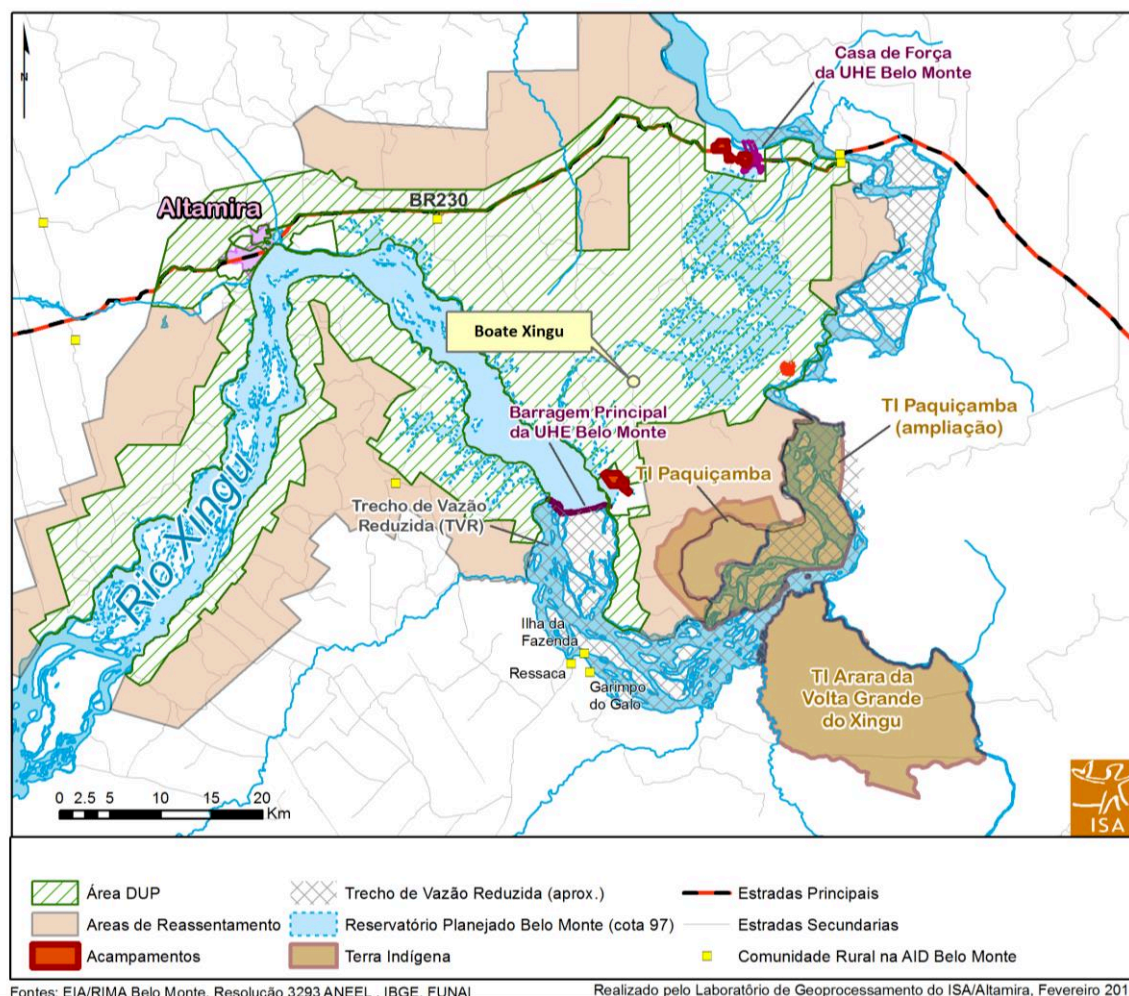 N
Casa de Força
da UHE Belo Monte
Altamira
BR230
Boate Xingu
Barragem Principal
da UHE Belo Monte
TI Paquiçamba
(ampliação)
TI Paquiçamba
Trecho de Vazão
Reduzida (TVR)
Rio Xingu
Ilha da
Fazenda
Ressaca
Garimpo
do Galo
TI Arara da
Volta Grande
do Xingu
0 2.5 5 10 15 20
Km
ISA
Área DUP
Areas de Reassentamento
Acampamentos
Trecho de Vazão Reduzida (aprox.)
Reservatório Planejado Belo Monte (cota 97)
Terra Indígena
Estradas Principais
Estradas Secundarias
Comunidade Rural na AID Belo Monte
Fontes: EIA/RIMA Belo Monte, Resolução 3293 ANEEL , IBGE, FUNAI
Realizado pelo Laboratório de Geoprocessamento do ISA/Altamira, Fevereiro 201